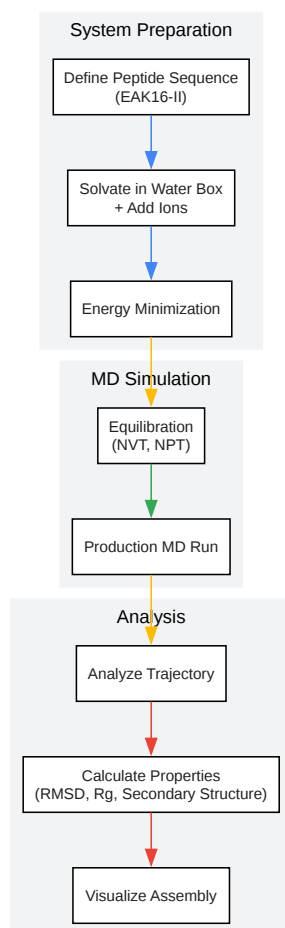 System Preparation
Define Peptide Sequence
(EAK16-II)
Solvate in Water Box
+ Add Ions
Energy Minimization
MD Simulation
Equilibration
(NVT, NPT)
Production MD Run
Analysis
Analyze Trajectory
Calculate Properties
(RMSD, Rg, Secondary Structure)
Visualize Assembly